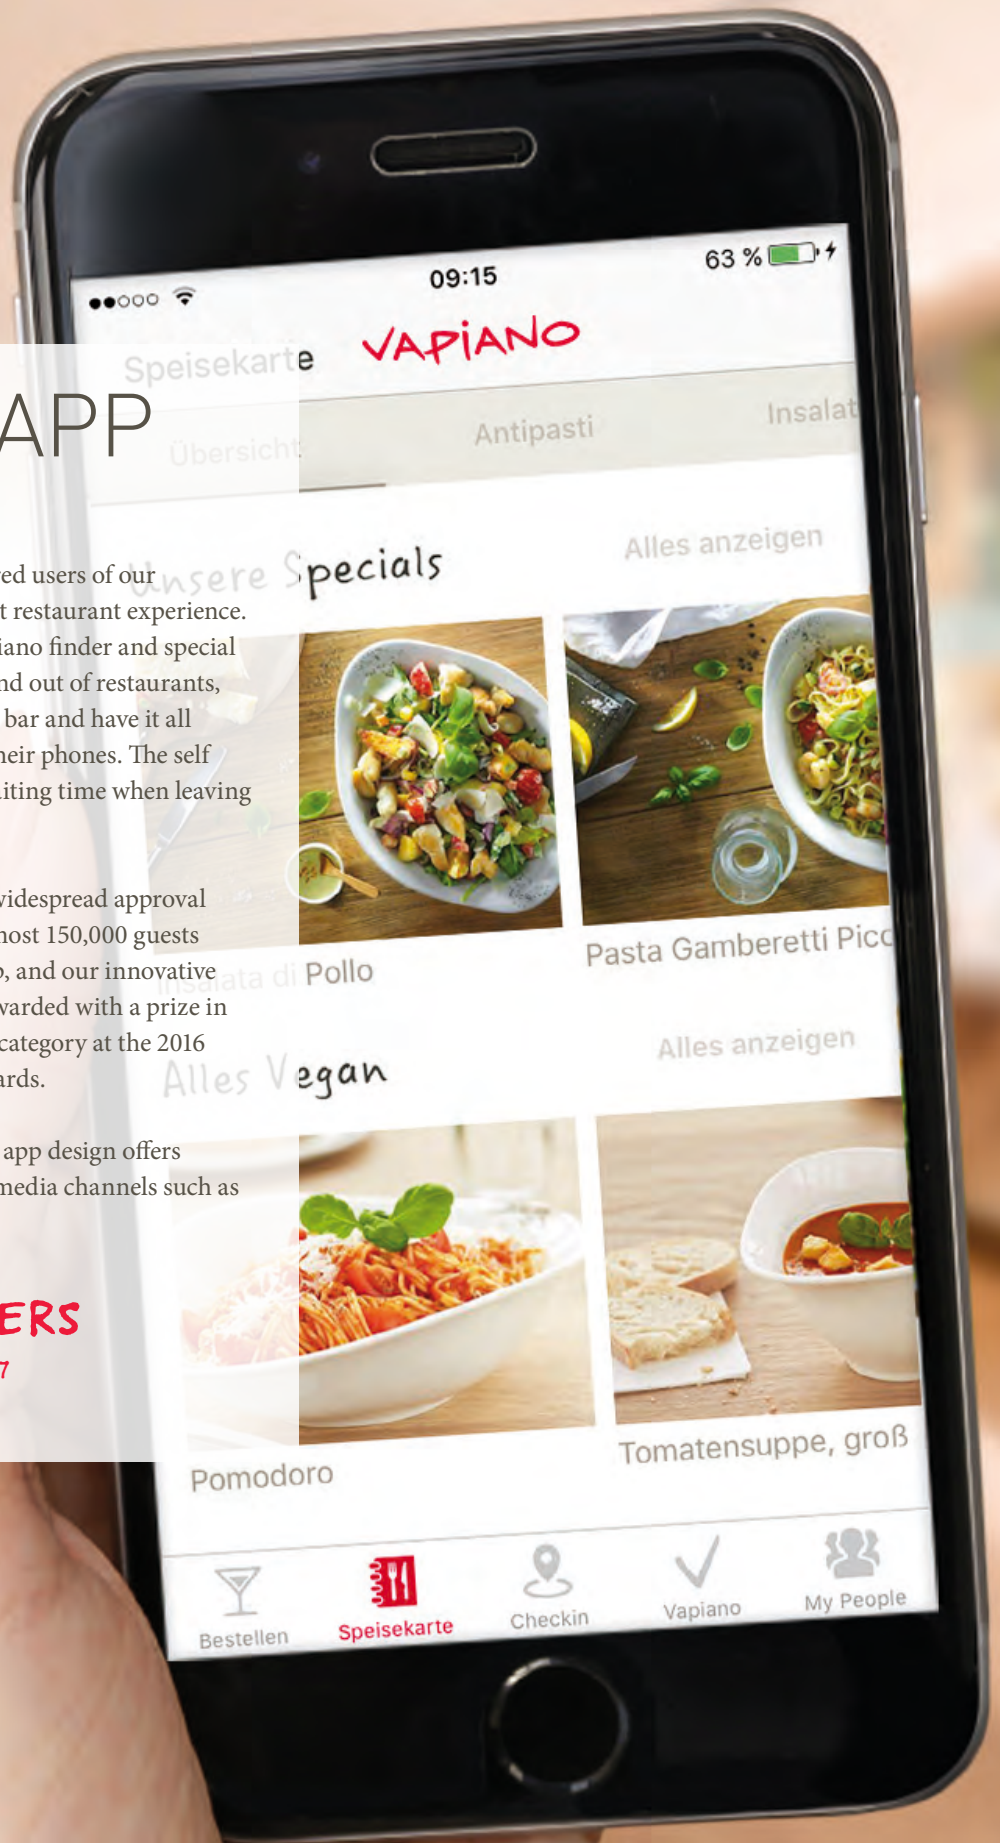 09:15
63 %
Speisekarte
VAPIANO
Übersicht
Antipasti
Insalat
Unsere Specials
Alles anzeigen
Insalata di Pollo
Pasta Gamberetti Picc
Alles Vegan
Alles anzeigen
Pomodoro
Tomatensuppe, groß
Bestellen
Speisekarte
Checkin
Vapiano
My People
APP
ed users of our
t restaurant experience.
iano finder and special
nd out of restaurants,
bar and have it all
heir phones. The self
iting time when leaving
widespread approval
most 150,000 guests
p, and our innovative
warded with a prize in
category at the 2016
ards.
app design offers
media channels such as
ERS
7